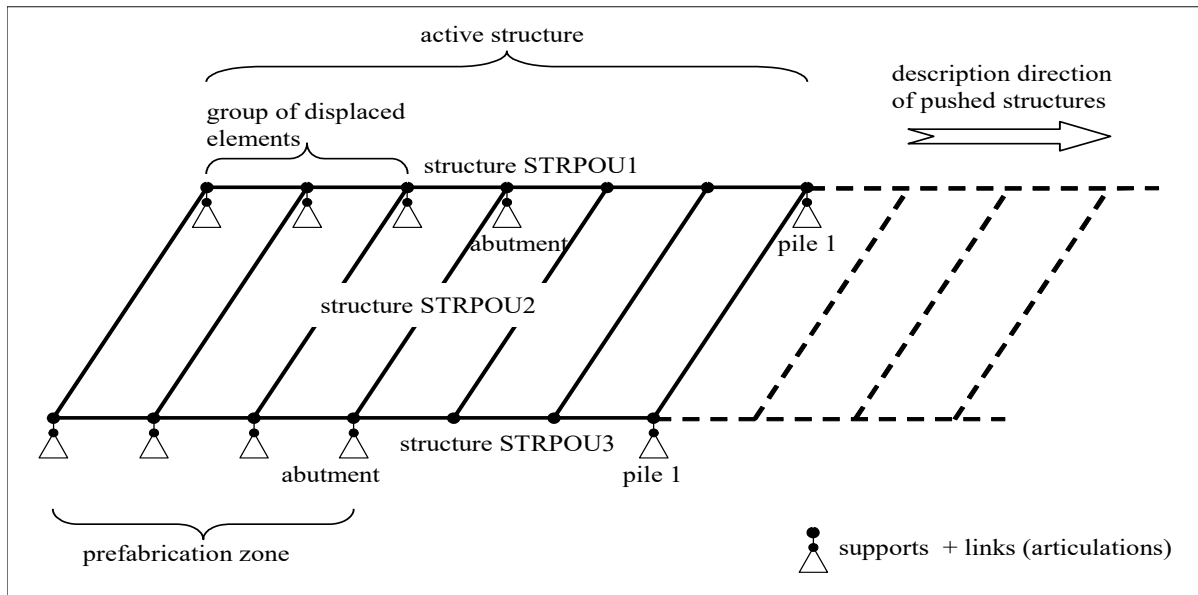 active structure
description direction
of pushed structures
group of displaced
elements
structure STRPOU1
abutment
pile 1
structure STRPOU2
structure STRPOU3
abutment
pile 1
prefabrication zone
supports + links (articulations)